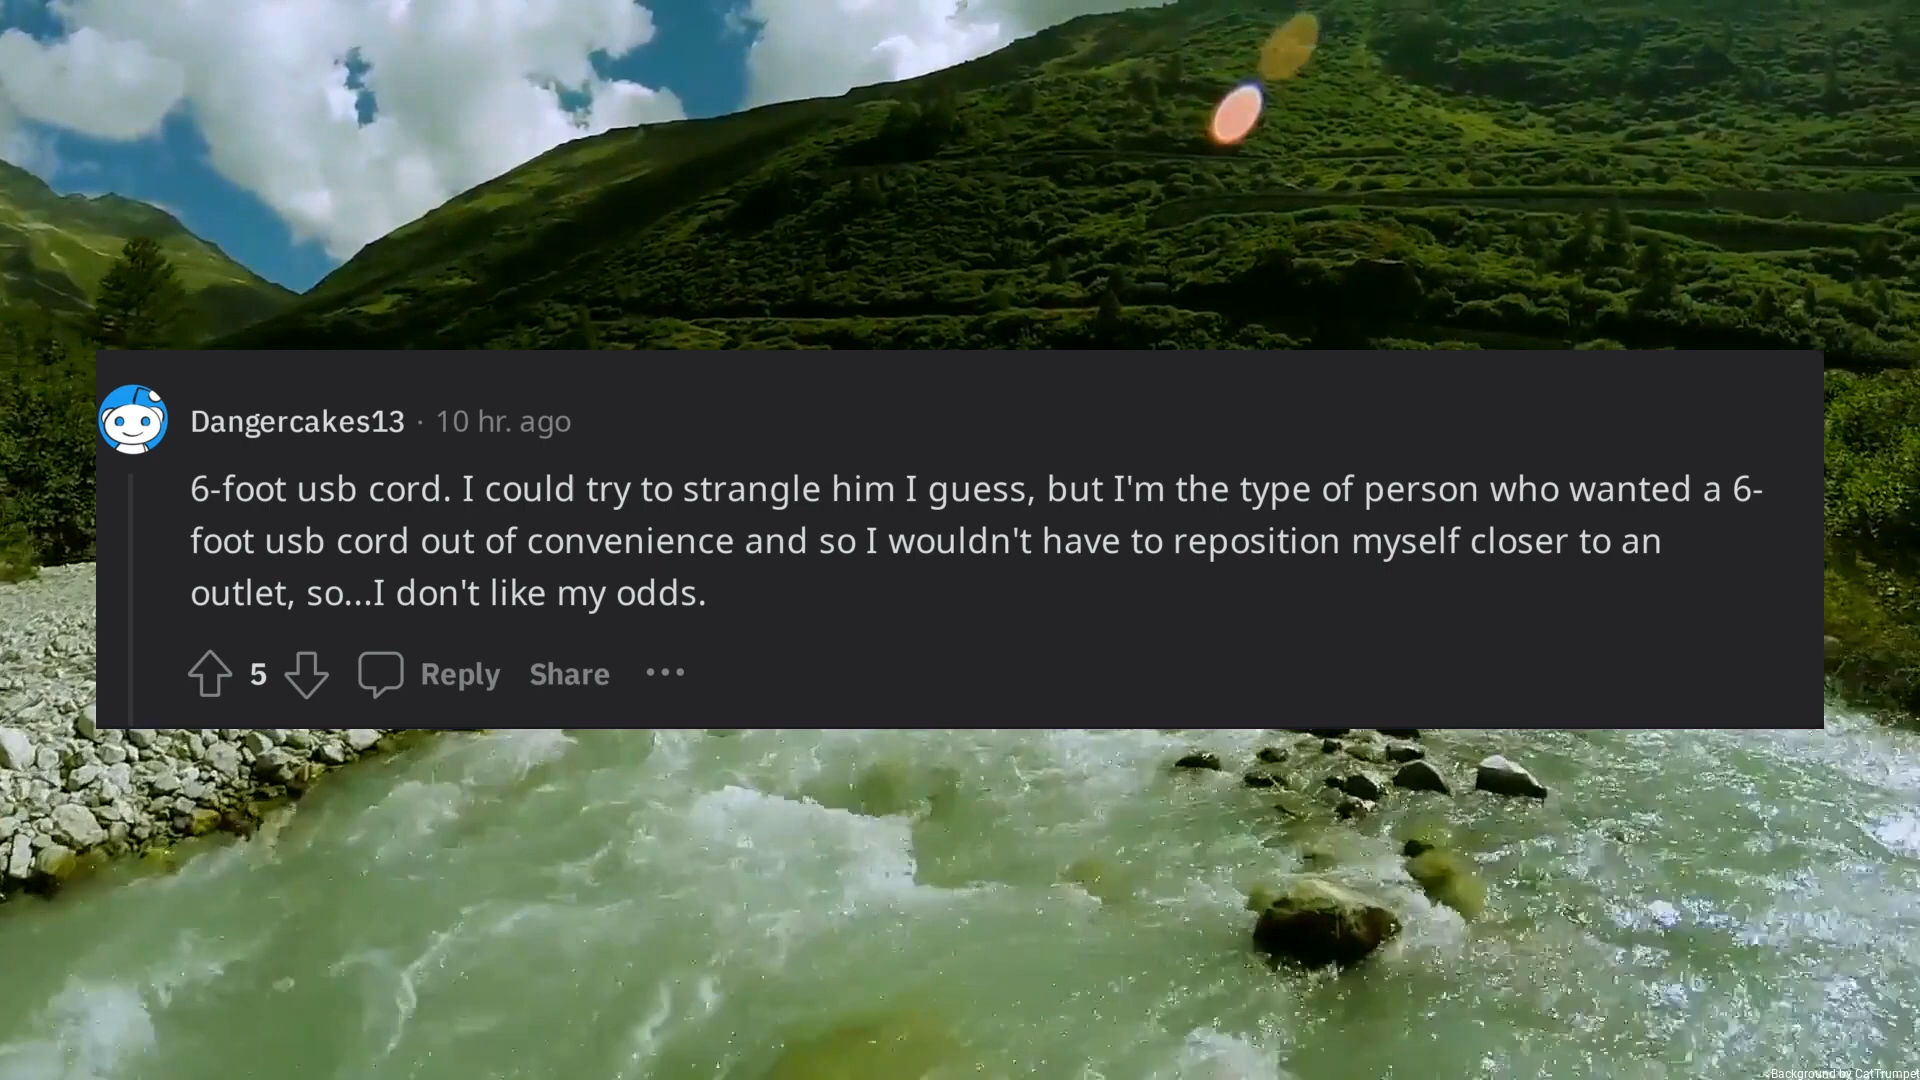 Dangercakes13 · 10 hr. ago
6-foot usb cord. I could try to strangle him I guess, but I'm the type of person who wanted a 6-
foot usb cord out of convenience and so I wouldn't have to reposition myself closer to an
outlet, so...I don't like my odds.
5 Reply Share ···
Background by CatTrumpet